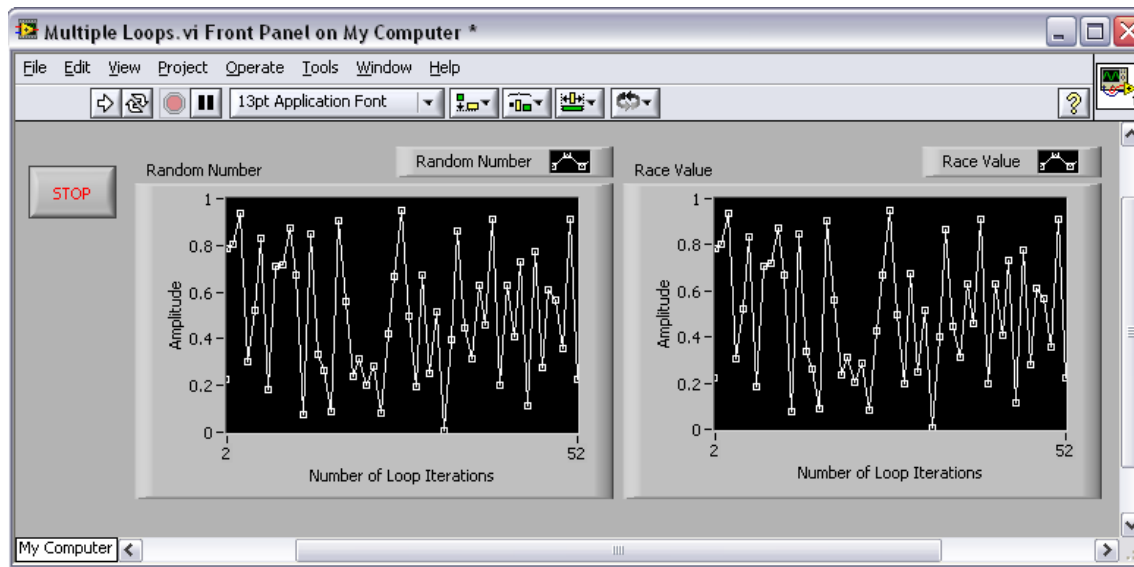 Multiple Loops.vi Front Panel on My Computer *
File Edit View Project Operate Tools Window Help
13pt Application Font
?
STOP
Random Number
Random Number
Amplitude
1
0.8
0.6
0.4
0.2
0
2
52
Number of Loop Iterations
Race Value
Race Value
Amplitude
1
0.8
0.6
0.4
0.2
0
2
52
Number of Loop Iterations
My Computer